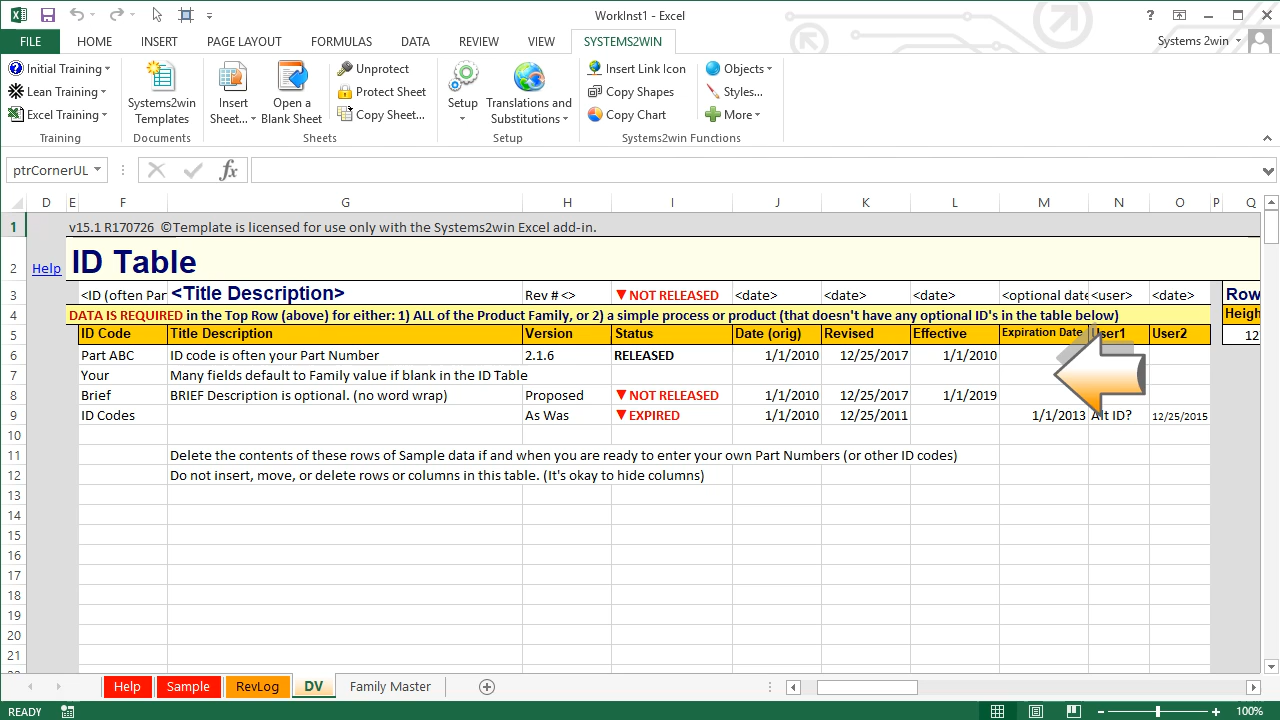 WorkInst1 - Excel
FILE HOME INSERT PAGE LAYOUT FORMULAS DATA REVIEW VIEW SYSTEMS2WIN Systems 2win
Initial Training
Lean Training
Excel Training
Training
Systems2win Templates
Documents
Insert Sheet...
Open a Blank Sheet
Unprotect
Protect Sheet
Copy Sheet...
Sheets
Setup
Translations and Substitutions
Setup
Insert Link Icon
Copy Shapes
Copy Chart
Objects
Styles...
More
Systems2win Functions
ptrCornerUL fx
D E F G H I J K L M N O P Q
1 v15.1 R170726 ©Template is licensed for use only with the Systems2win Excel add-in.
2 Help ID Table
3 <ID (often Par <Title Description> Rev # <> ▼NOT RELEASED <date> <date> <date> <optional date <user> <date> Row
4 DATA IS REQUIRED in the Top Row (above) for either: 1) ALL of the Product Family, or 2) a simple process or product (that doesn't have any optional ID's in the table below) Heigh
5 ID Code Title Description Version Status Date (orig) Revised Effective Expiration Date User1 User2 12
6 Part ABC ID code is often your Part Number 2.1.6 RELEASED 1/1/2010 12/25/2017 1/1/2010
7 Your Many fields default to Family value if blank in the ID Table
8 Brief BRIEF Description is optional. (no word wrap) Proposed ▼NOT RELEASED 1/1/2010 12/25/2017 1/1/2019
9 ID Codes As Was ▼EXPIRED 1/1/2010 12/25/2011 1/1/2013 Alt ID? 12/25/2015
10
11 Delete the contents of these rows of Sample data if and when you are ready to enter your own Part Numbers (or other ID codes)
12 Do not insert, move, or delete rows or columns in this table. (It's okay to hide columns)
13
14
15
16
17
18
19
20
21
Help Sample RevLog DV Family Master
READY 100%